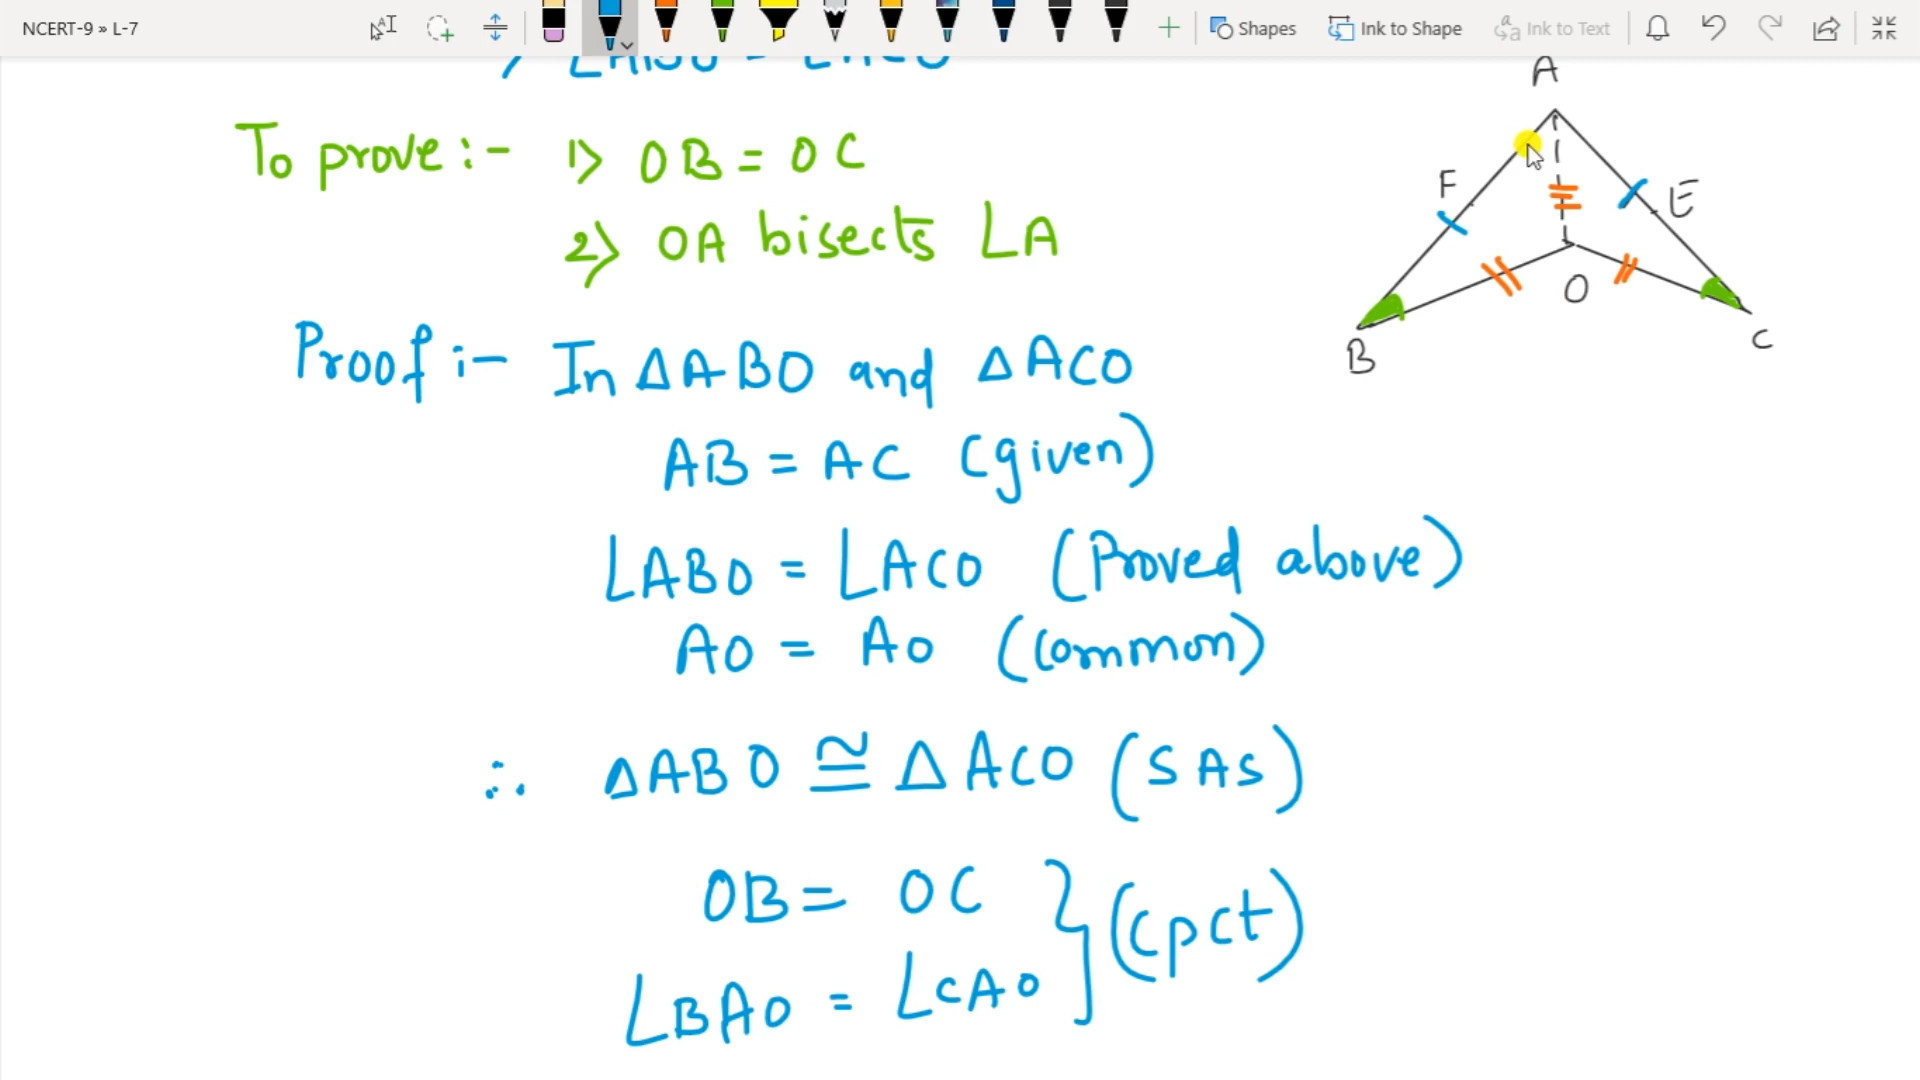 NCERT-9 » L-7
Shapes
Ink to Shape
Ink to Text
∠ABO = ∠ACO
To prove :- 1) OB = OC
2) OA bisects ∠A
Proof :- In ΔABO and ΔACO
AB = AC (given)
∠ABO = ∠ACO (Proved above)
AO = AO (Common)
∴ ΔABO ≅ ΔACO (SAS)
OB = OC
∠BAO = ∠CAO } (cpct)
A
F
E
O
B
C